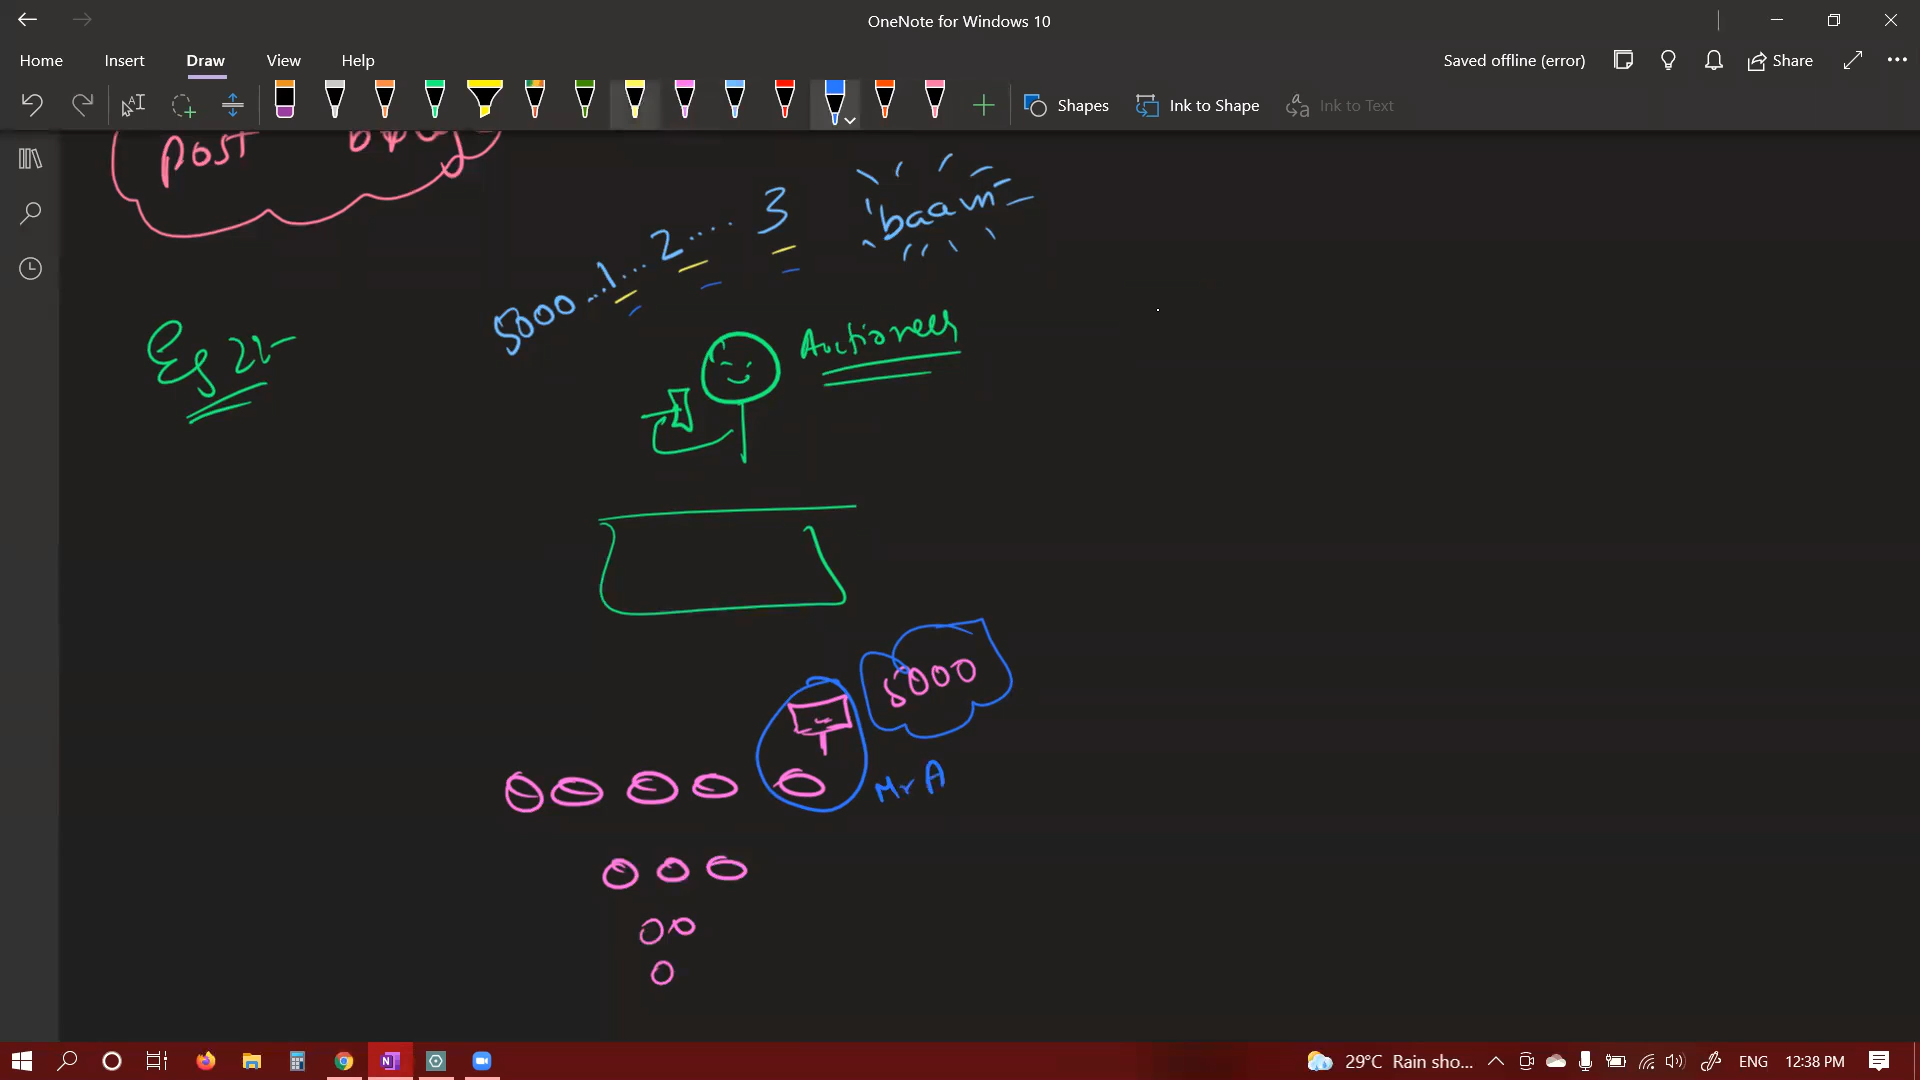 OneNote for Windows 10
Home Insert Draw View Help
Saved offline (error) Share
Shapes Ink to Shape Ink to Text
Post
5000 ...1.... 2.... 3 baam
Eg 2:-
Auctioneer
5000
Mr A
29°C Rain sho... ENG 12:38 PM